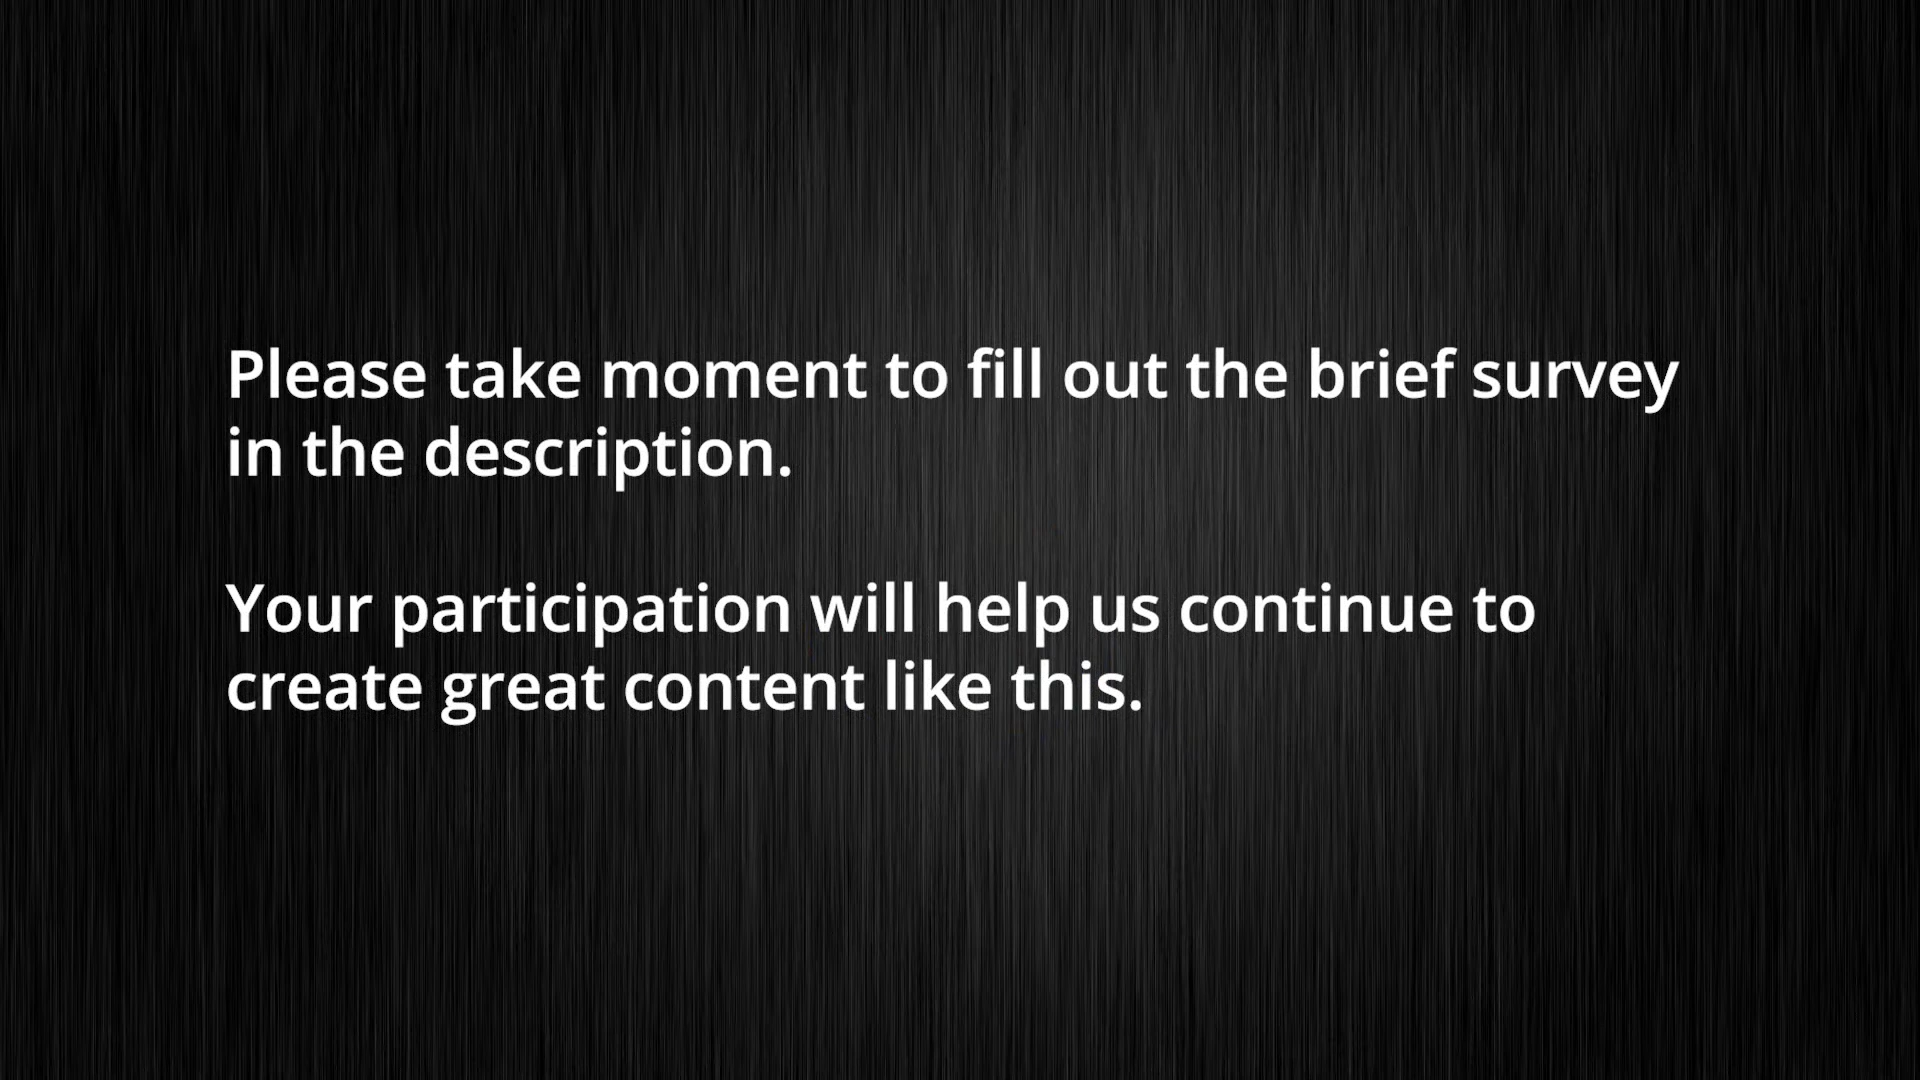 Please take moment to fill out the brief survey
in the description.
Your participation will help us continue to
create great content like this.